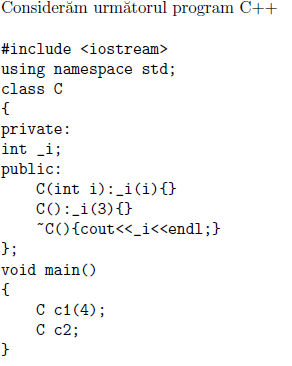 Considerăm următorul program C++
#include <iostream>
using namespace std;
class C
{
private:
int _i;
public:
C(int i):_i(i){}
C():_i(3){}
~C(){cout<<_i<<endl;}
};
void main()
{
C c1(4);
C c2;
}